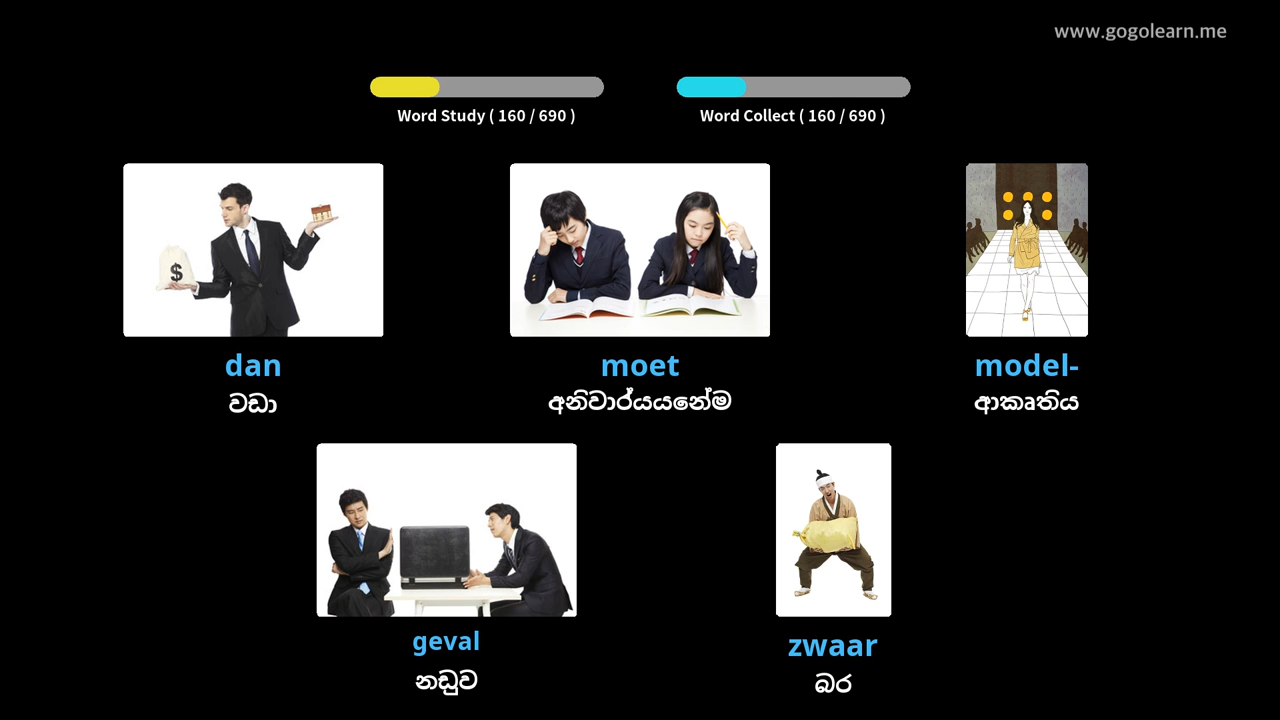 www.gogolearn.me
Word Study ( 160 / 690 )
Word Collect ( 160 / 690 )
dan
වඩා
moet
අනිවාර්යයනේම
model-
ආකෘතිය
geval
නඩුව
zwaar
බර